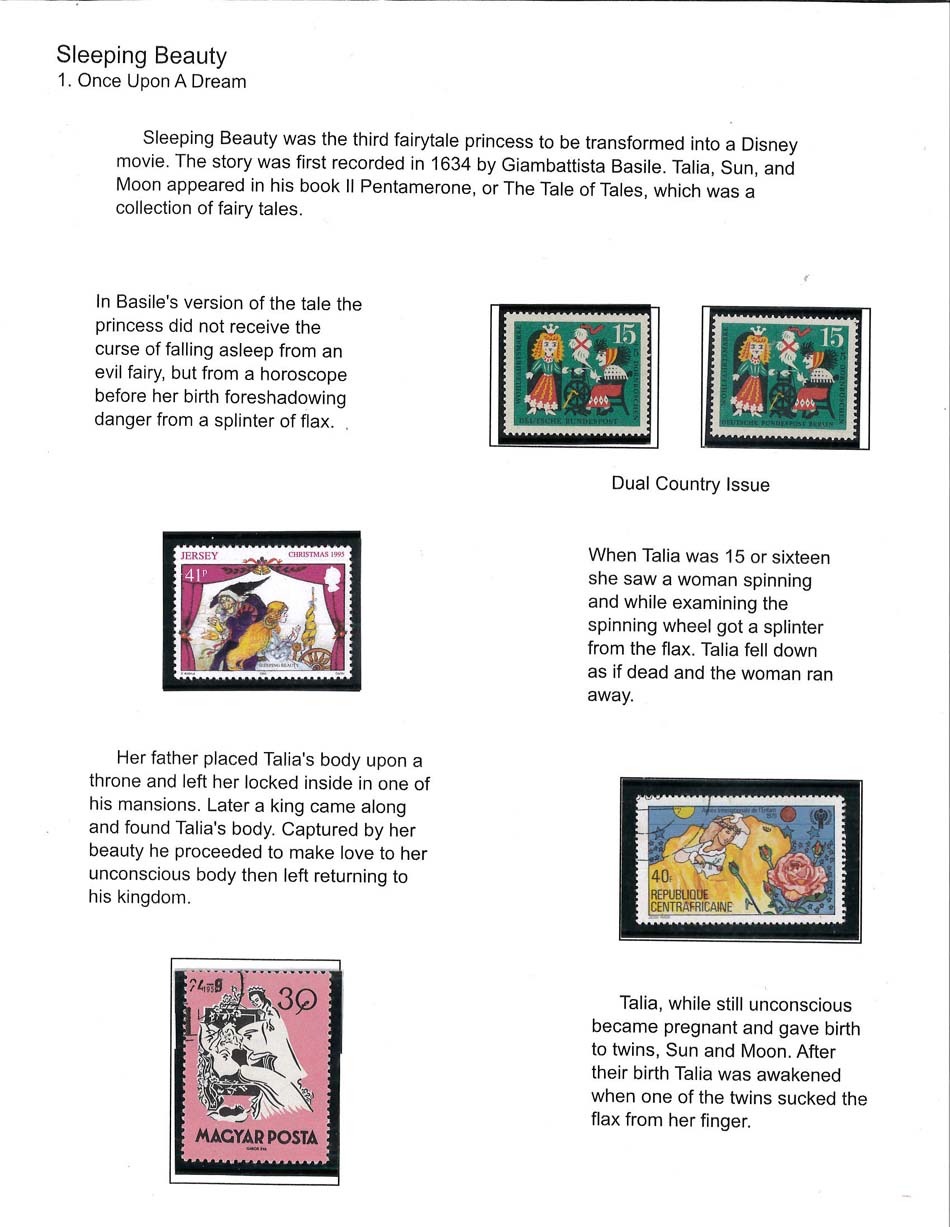 Sleeping Beauty
1. Once Upon A Dream
Sleeping Beauty was the third fairytale princess to be transformed into a Disney
movie. The story was first recorded in 1634 by Giambattista Basile. Talia, Sun, and
Moon appeared in his book Il Pentamerone, or The Tale of Tales, which was a
collection of fairy tales.
In Basile's version of the tale the
princess did not receive the
curse of falling asleep from an
evil fairy, but from a horoscope
before her birth foreshadowing
danger from a splinter of flax.
15
5
DORNRÖSCHEN
DEUTSCHE BUNDESPOST
15
5
DORNRÖSCHEN
DEUTSCHE BUNDESPOST BERLIN
Dual Country Issue
JERSEY
CHRISTMAS 1995
41P
SLEEPING BEAUTY
When Talia was 15 or sixteen
she saw a woman spinning
and while examining the
spinning wheel got a splinter
from the flax. Talia fell down
as if dead and the woman ran
away.
Her father placed Talia's body upon a
throne and left her locked inside in one of
his mansions. Later a king came along
and found Talia's body. Captured by her
beauty he proceeded to make love to her
unconscious body then left returning to
his kingdom.
Année Internationale de l'Enfant
1979
40F
REPUBLIQUE
CENTRAFRICAINE
30
MAGYAR POSTA
GÁBOR ÉVA
Talia, while still unconscious
became pregnant and gave birth
to twins, Sun and Moon. After
their birth Talia was awakened
when one of the twins sucked the
flax from her finger.